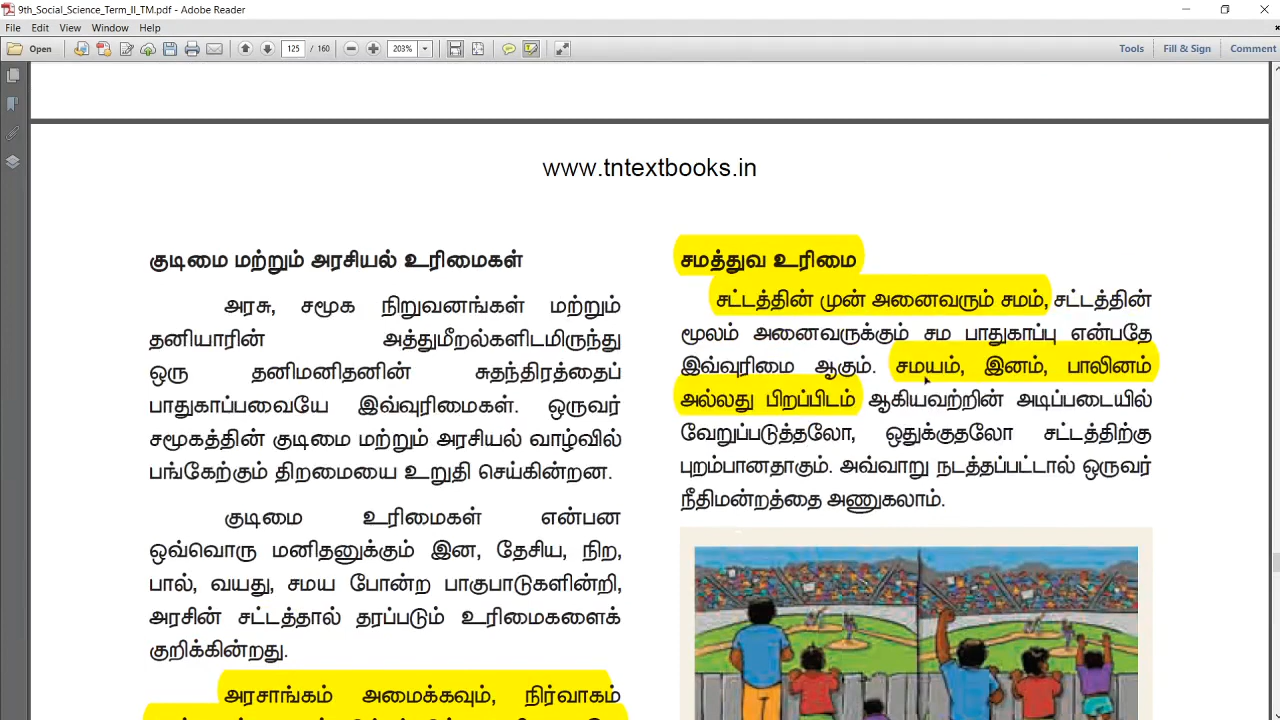 9th_Social_Science_Term_II_TM.pdf - Adobe Reader
File Edit View Window Help
Open 125 / 160 203% Tools Fill & Sign Comment
www.tntextbooks.in
குடிமை மற்றும் அரசியல் உரிமைகள்
அரசு, சமூக நிறுவனங்கள் மற்றும்
தனியாரின் அத்துமீறல்களிடமிருந்து
ஒரு தனிமனிதனின் சுதந்திரத்தைப்
பாதுகாப்பவையே இவ்வுரிமைகள். ஒருவர்
சமூகத்தின் குடிமை மற்றும் அரசியல் வாழ்வில்
பங்கேற்கும் திறமையை உறுதி செய்கின்றன.
குடிமை உரிமைகள் என்பன
ஒவ்வொரு மனிதனுக்கும் இன, தேசிய, நிற,
பால், வயது, சமய போன்ற பாகுபாடுகளின்றி,
அரசின் சட்டத்தால் தரப்படும் உரிமைகளைக்
குறிக்கின்றது.
அரசாங்கம் அமைக்கவும், நிர்வாகம்
சமத்துவ உரிமை
சட்டத்தின் முன் அனைவரும் சமம், சட்டத்தின்
மூலம் அனைவருக்கும் சம பாதுகாப்பு என்பதே
இவ்வுரிமை ஆகும். சமயம், இனம், பாலினம்
அல்லது பிறப்பிடம் ஆகியவற்றின் அடிப்படையில்
வேறுபடுத்தலோ, ஒதுக்குதலோ சட்டத்திற்கு
புறம்பானதாகும். அவ்வாறு நடத்தப்பட்டால் ஒருவர்
நீதிமன்றத்தை அணுகலாம்.